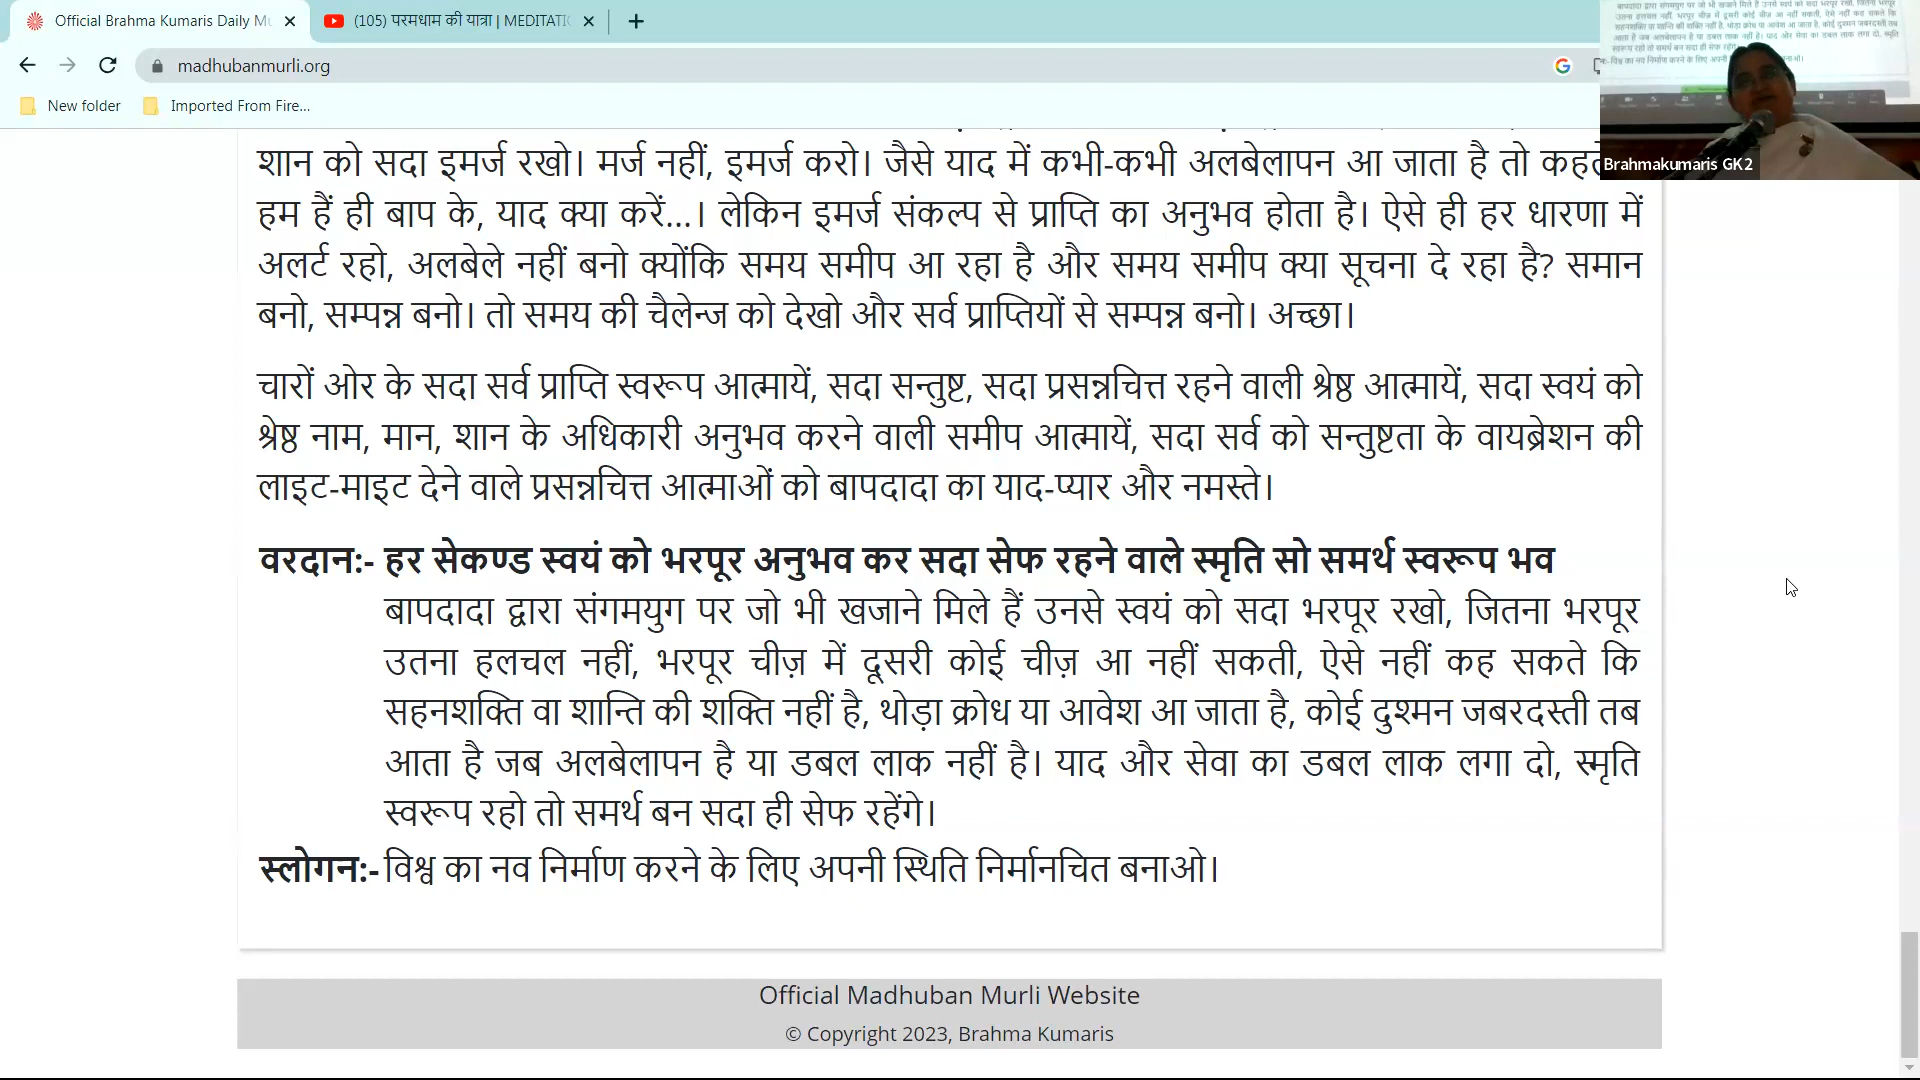 Official Brahma Kumaris Daily Mu
(105) परमधाम की यात्रा | MEDITATIO
madhubanmurli.org
New folder
Imported From Fire...
शान को सदा इमर्ज रखो। मर्ज नहीं, इमर्ज करो। जैसे याद में कभी-कभी अलबेलापन आ जाता है तो
हम हैं ही बाप के, याद क्या करें...। लेकिन इमर्ज संकल्प से प्राप्ति का अनुभव होता है। ऐसे ही हर धारणा में
अलर्ट रहो, अलबेले नहीं बनो क्योंकि समय समीप आ रहा है और समय समीप क्या सूचना दे रहा है? समान
बनो, सम्पन्न बनो। तो समय की चैलेन्ज को देखो और सर्व प्राप्तियों से सम्पन्न बनो। अच्छा।
चारों ओर के सदा सर्व प्राप्ति स्वरूप आत्मायें, सदा सन्तुष्ट, सदा प्रसन्नचित्त रहने वाली श्रेष्ठ आत्मायें, सदा स्वयं को
श्रेष्ठ नाम, मान, शान के अधिकारी अनुभव करने वाली समीप आत्मायें, सदा सर्व को सन्तुष्टता के वायब्रेशन की
लाइट-माइट देने वाले प्रसन्नचित्त आत्माओं को बापदादा का याद-प्यार और नमस्ते।
वरदान:- हर सेकण्ड स्वयं को भरपूर अनुभव कर सदा सेफ रहने वाले स्मृति सो समर्थ स्वरूप भव
बापदादा द्वारा संगमयुग पर जो भी खजाने मिले हैं उनसे स्वयं को सदा भरपूर रखो, जितना भरपूर
उतना हलचल नहीं, भरपूर चीज़ में दूसरी कोई चीज़ आ नहीं सकती, ऐसे नहीं कह सकते कि
सहनशक्ति वा शान्ति की शक्ति नहीं है, थोड़ा क्रोध या आवेश आ जाता है, कोई दुश्मन जबरदस्ती तब
आता है जब अलबेलापन है या डबल लाक नहीं है। याद और सेवा का डबल लाक लगा दो, स्मृति
स्वरूप रहो तो समर्थ बन सदा ही सेफ रहेंगे।
स्लोगन:- विश्व का नव निर्माण करने के लिए अपनी स्थिति निर्मानचित बनाओ।
Official Madhuban Murli Website
© Copyright 2023, Brahma Kumaris
Brahmakumaris GK2